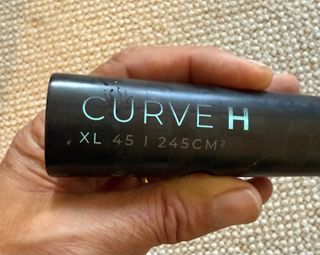 CURVE H
XL 45 | 245CM²